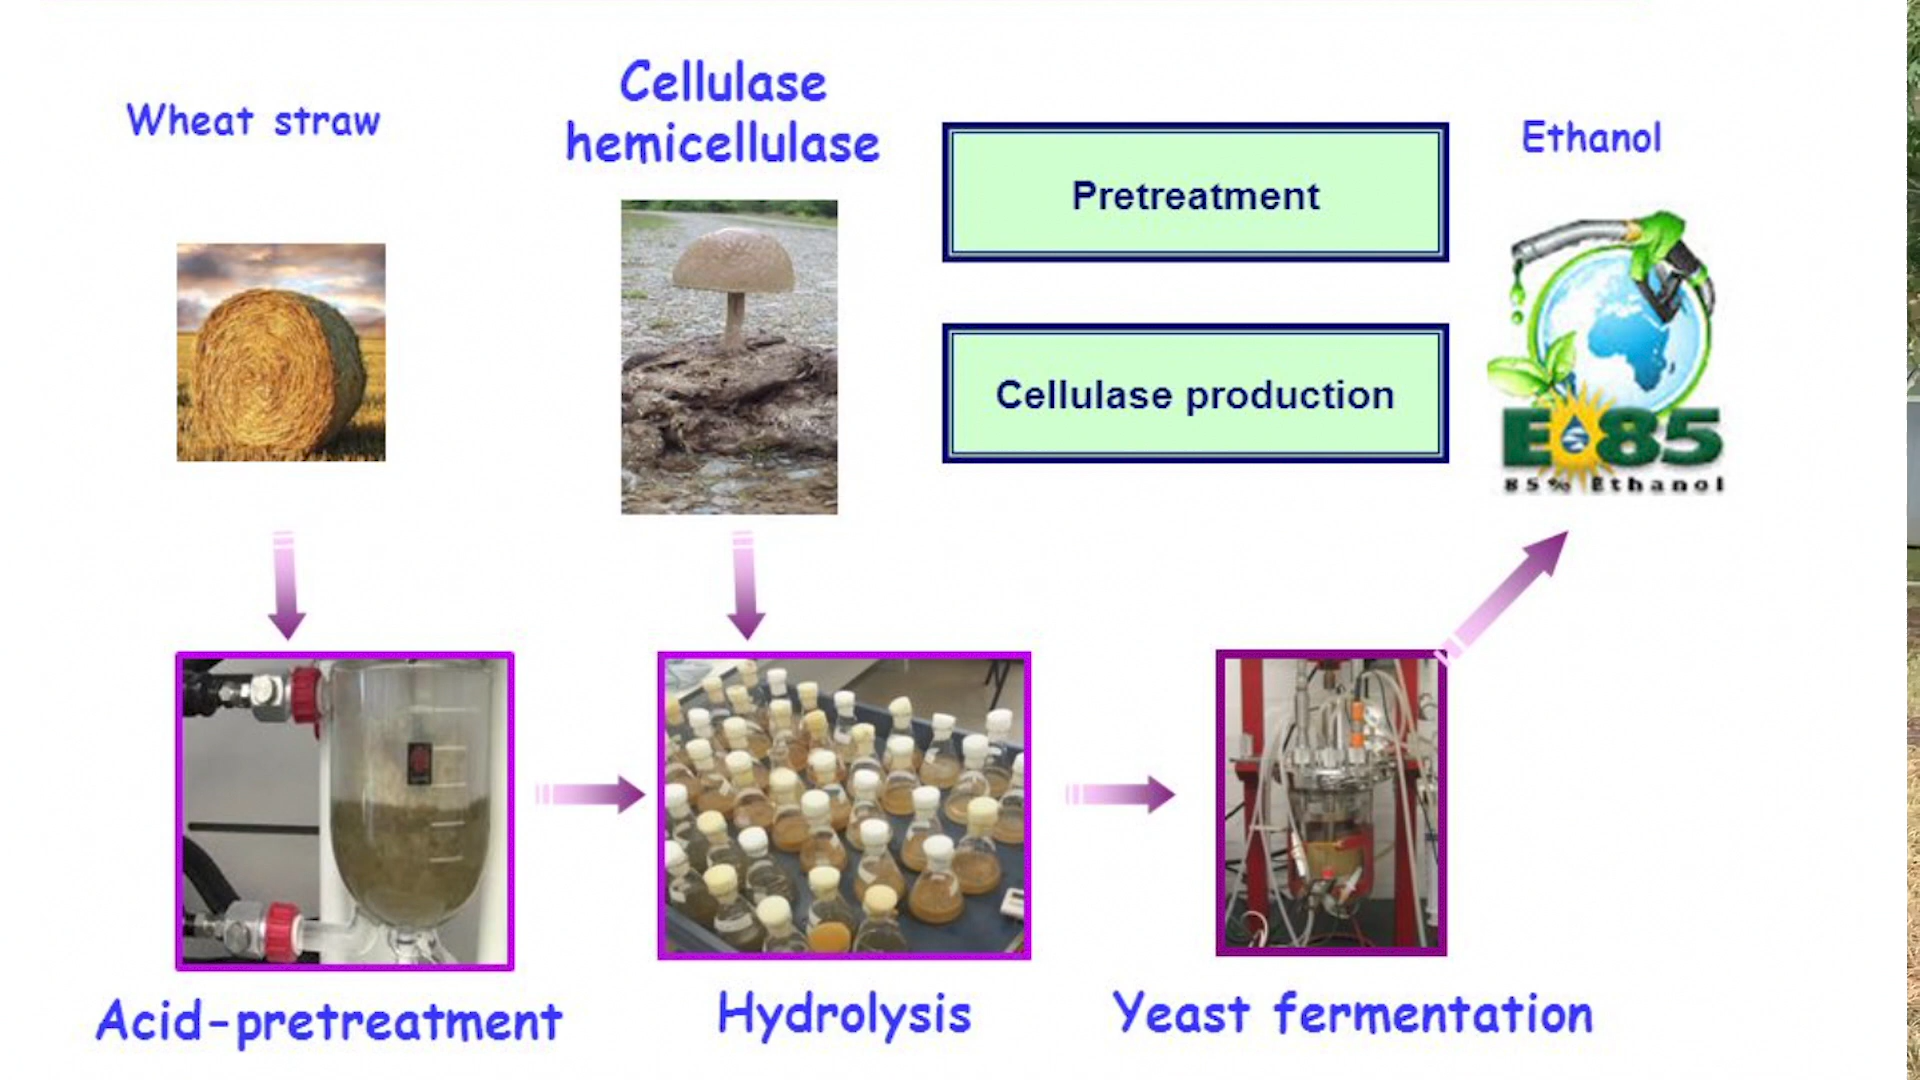 Wheat straw
Cellulase
hemicellulase
Pretreatment
Cellulase production
Ethanol
E85
85% Ethanol
Acid-pretreatment
Hydrolysis
Yeast fermentation